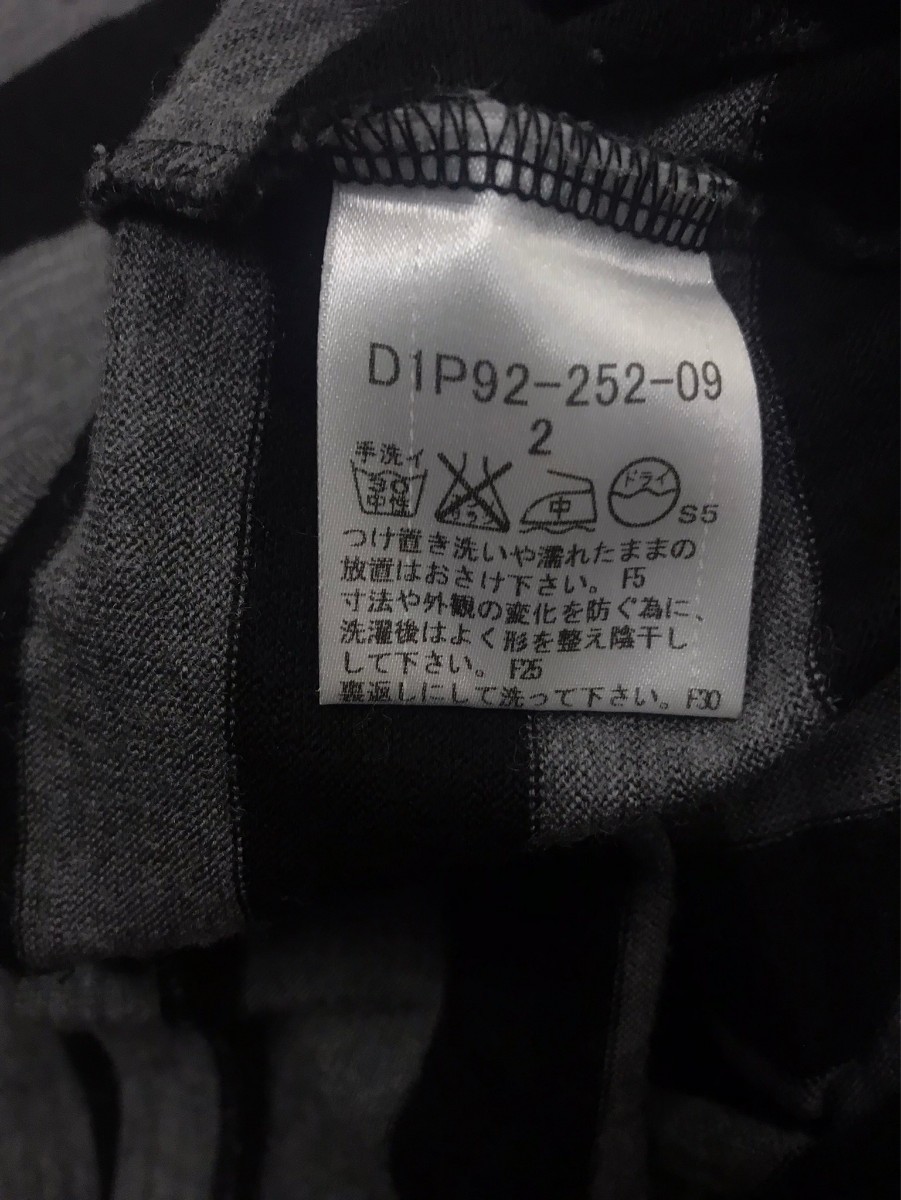 D1P92-252-09
2
手洗イ
30
中性
中
ドライ
S5
つけ置き洗いや濡れたままの
放置はおさけ下さい。 F5
寸法や外観の変化を防ぐ為に、
洗濯後はよく形を整え陰干し
して下さい。 F25
裏返しにして洗って下さい。F30